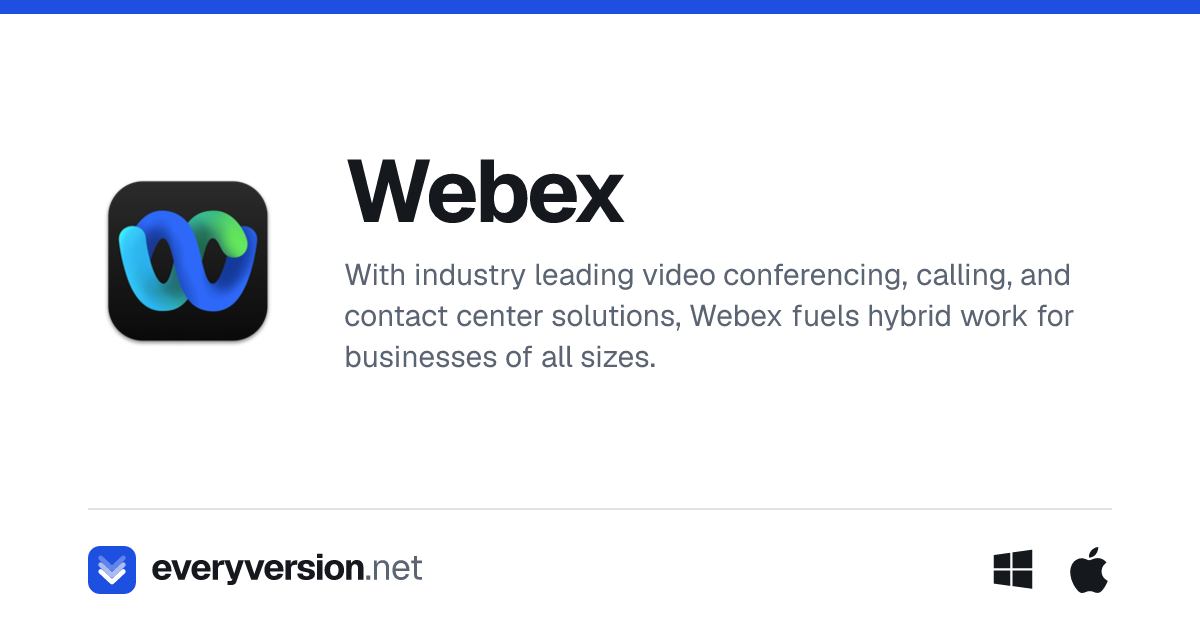 Webex
With industry leading video conferencing, calling, and
contact center solutions, Webex fuels hybrid work for
businesses of all sizes.
everyversion.net